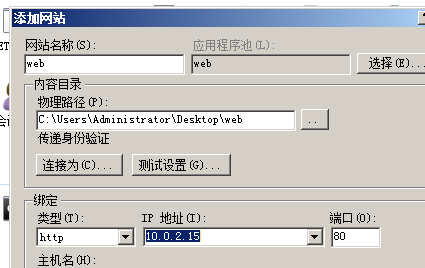 添加网站
网站名称(S):
应用程序池(L):
web
web
选择(E)...
内容目录
物理路径(P):
C:\Users\Administrator\Desktop\web
..
传递身份验证
连接为(C)...
测试设置(G)...
绑定
类型(T):
IP 地址(I):
端口(O):
http
10.0.2.15
80
主机名(H):